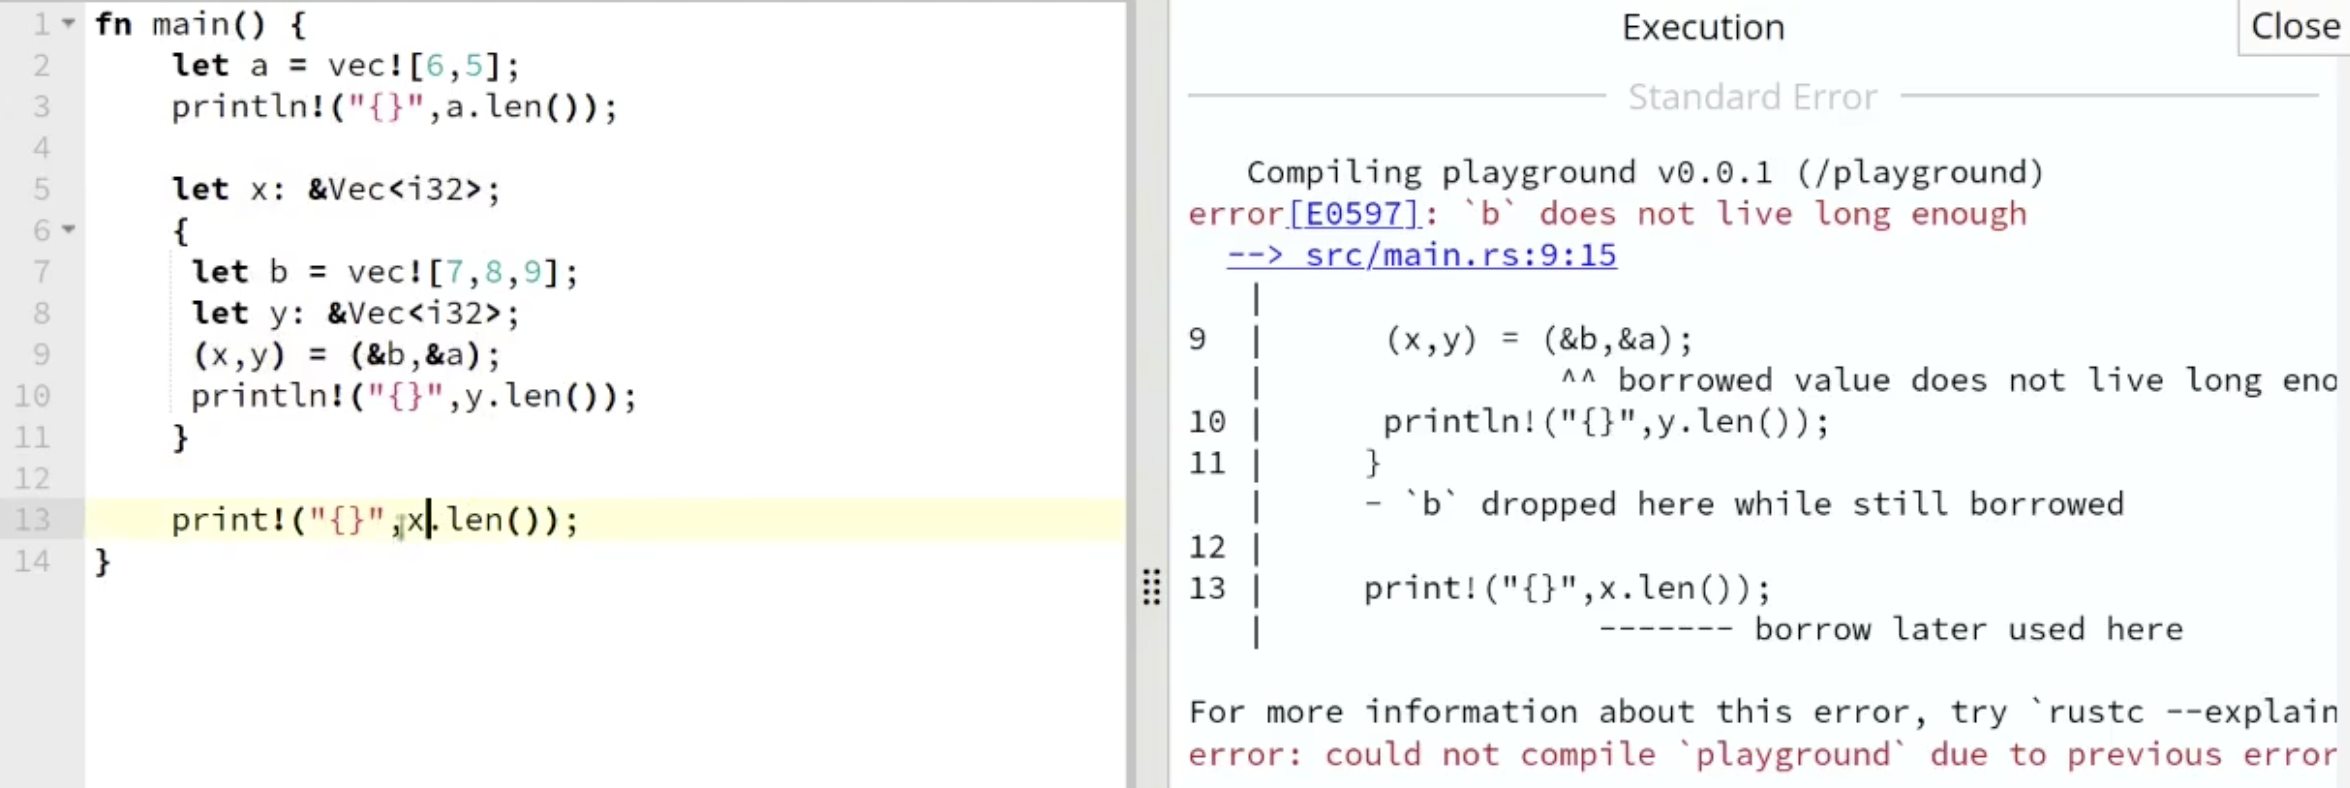 1 fn main() {
2 let a = vec![6,5];
3 println!("{}",a.len());
4
5 let x: &Vec<i32>;
6 {
7 let b = vec![7,8,9];
8 let y: &Vec<i32>;
9 (x,y) = (&b,&a);
10 println!("{}",y.len());
11 }
12
13 print!("{}",x.len());
14 }
Execution
Close
Standard Error
Compiling playground v0.0.1 (/playground)
error[E0597]: `b` does not live long enough
--> src/main.rs:9:15
|
9 | (x,y) = (&b,&a);
| ^^ borrowed value does not live long eno
10 | println!("{}",y.len());
11 | }
| - `b` dropped here while still borrowed
12 |
13 | print!("{}",x.len());
| ------- borrow later used here
For more information about this error, try `rustc --explain
error: could not compile `playground` due to previous error